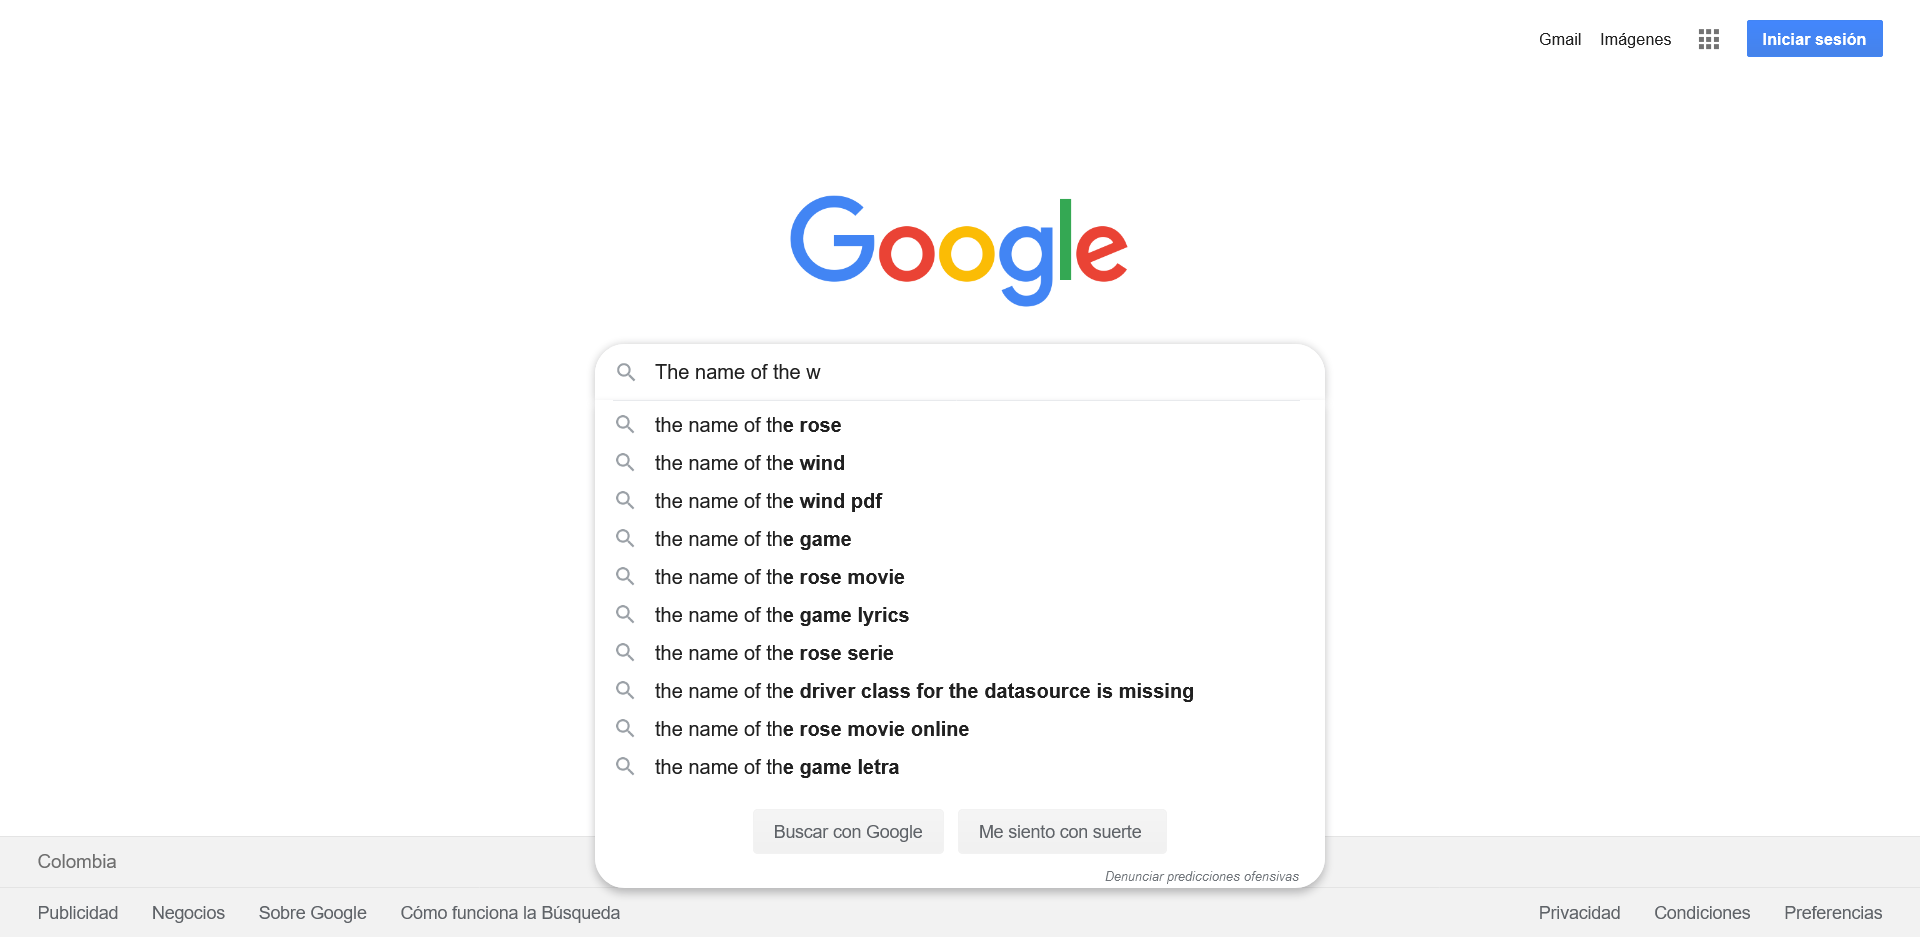 Gmail Imágenes Iniciar sesión
Google
The name of the w
the name of the rose
the name of the wind
the name of the wind pdf
the name of the game
the name of the rose movie
the name of the game lyrics
the name of the rose serie
the name of the driver class for the datasource is missing
the name of the rose movie online
the name of the game letra
Buscar con Google Me siento con suerte
Colombia
Denunciar predicciones ofensivas
Publicidad Negocios Sobre Google Cómo funciona la Búsqueda Privacidad Condiciones Preferencias